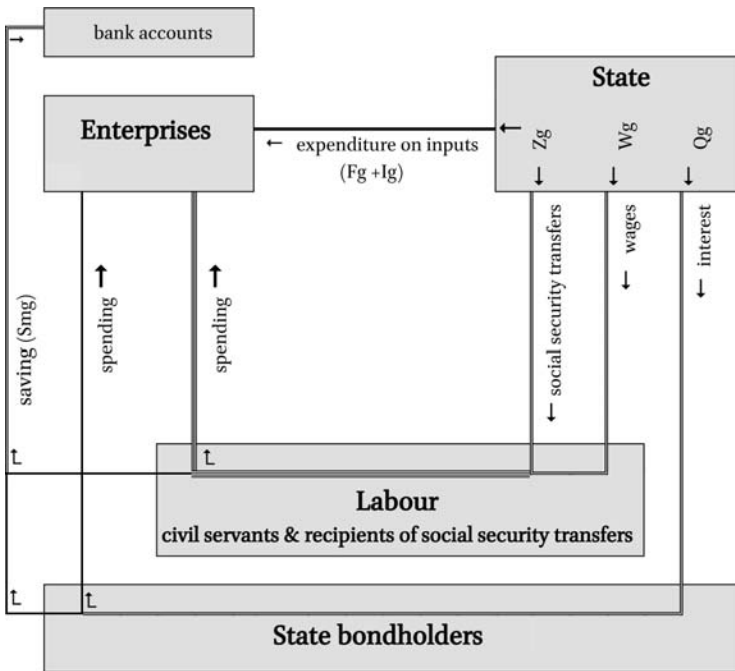 bank accounts
State
Enterprises
← expenditure on inputs
(Fg +Ig)
Zg
Wg
Qg
social security transfers
wages
interest
saving (Smg)
spending
spending
Labour
civil servants & recipients of social security transfers
State bondholders